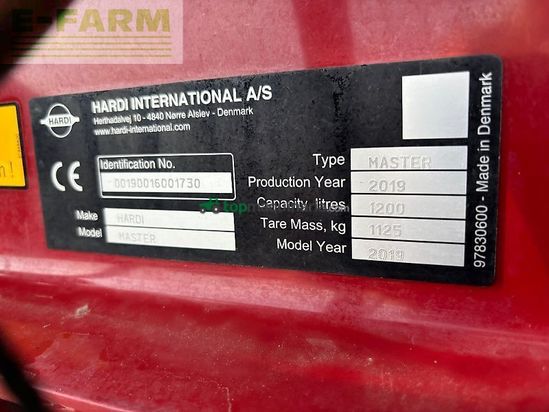 E-FARM
HARDI
HARDI INTERNATIONAL A/S
Herthadalvej 10 - 4840 Nørre Alslev - Denmark
www.hardi-international.com
CE
Identification No.
00190016001730
Make HARDI
Model MASTER
Type MASTER
Production Year 2019
Capacity, litres 1200
Tare Mass, kg 1125
Model Year 2019
97830600 - Made in Denmark